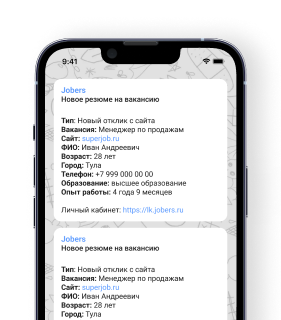 9:41
Jobers
Новое резюме на вакансию
Тип: Новый отклик с сайта
Вакансия: Менеджер по продажам
Сайт: superjob.ru
ФИО: Иван Андреевич
Возраст: 28 лет
Город: Тула
Телефон: +7 999 000 00 00
Образование: высшее образование
Опыт работы: 4 года 9 месяцев
Личный кабинет: https://lk.jobers.ru
Jobers
Новое резюме на вакансию
Тип: Новый отклик с сайта
Вакансия: Менеджер по продажам
Сайт: superjob.ru
ФИО: Иван Андреевич
Возраст: 28 лет
Город: Тула